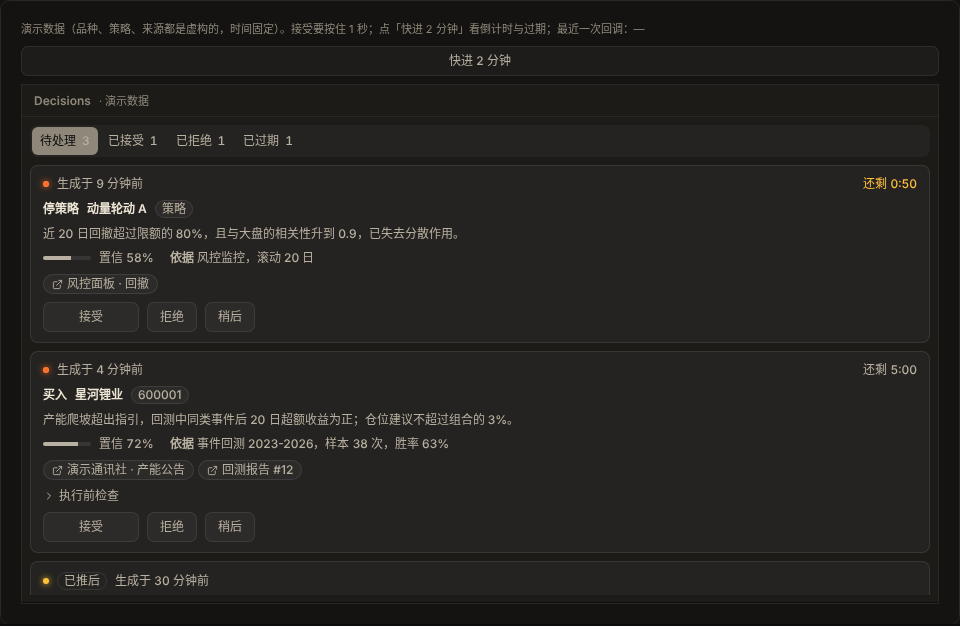 演示数据（品种、策略、来源都是虚构的，时间固定）。接受要按住 1 秒；点「快进 2 分钟」看倒计时与过期；最近一次回调：—
快进 2 分钟
Decisions · 演示数据
待处理 3 已接受 1 已拒绝 1 已过期 1
生成于 9 分钟前 还剩 0:50
停策略 动量轮动 A 策略
近 20 日回撤超过限额的 80%，且与大盘的相关性升到 0.9，已失去分散作用。
置信 58% 依据 风控监控，滚动 20 日
风控面板 · 回撤
接受 拒绝 稍后
生成于 4 分钟前 还剩 5:00
买入 星河锂业 600001
产能爬坡超出指引，回测中同类事件后 20 日超额收益为正；仓位建议不超过组合的 3%。
置信 72% 依据 事件回测 2023-2026，样本 38 次，胜率 63%
演示通讯社 · 产能公告 回测报告 #12
执行前检查
接受 拒绝 稍后
已推后 生成于 30 分钟前